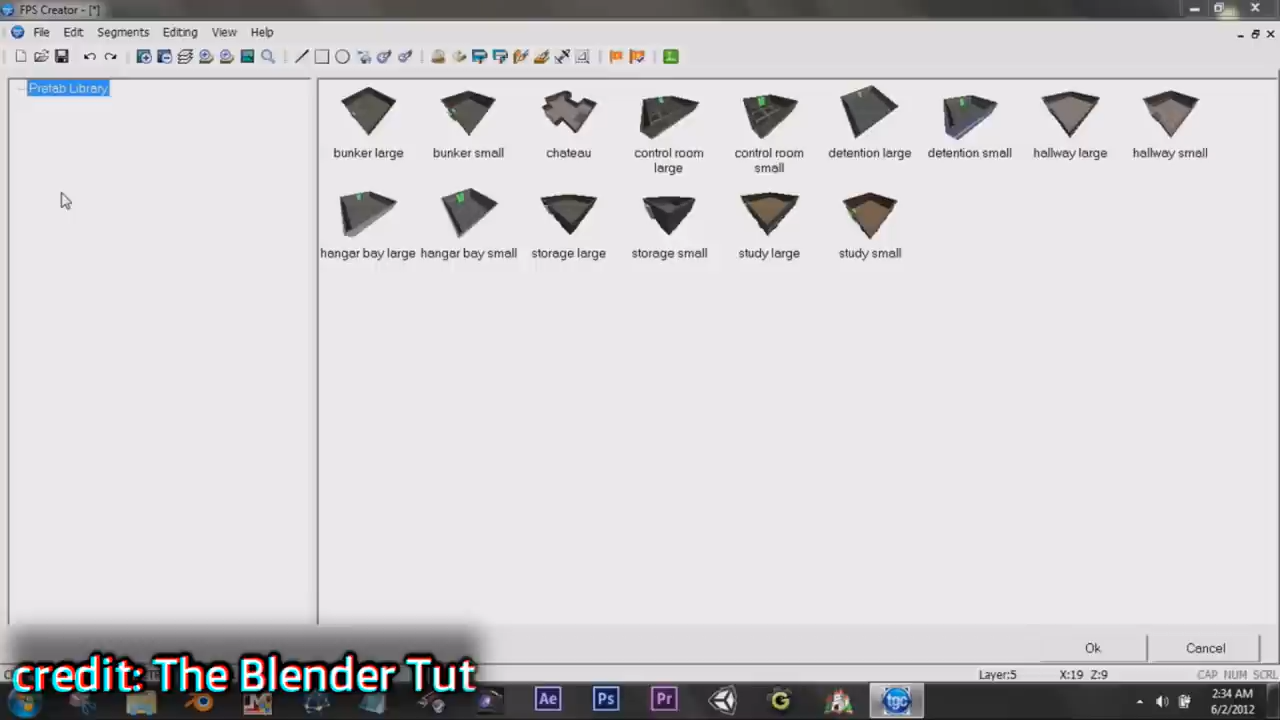 FPS Creator - [*]
File Edit Segments Editing View Help
Prefab Library
bunker large
bunker small
chateau
control room large
control room small
detention large
detention small
hallway large
hallway small
hangar bay large
hangar bay small
storage large
storage small
study large
study small
Ok
Cancel
credit: The Blender Tut
Layer:5
X:19 Z:9
CAP NUM SCRL
Ae
Ps
Pr
G
tgc
2:34 AM
6/2/2012